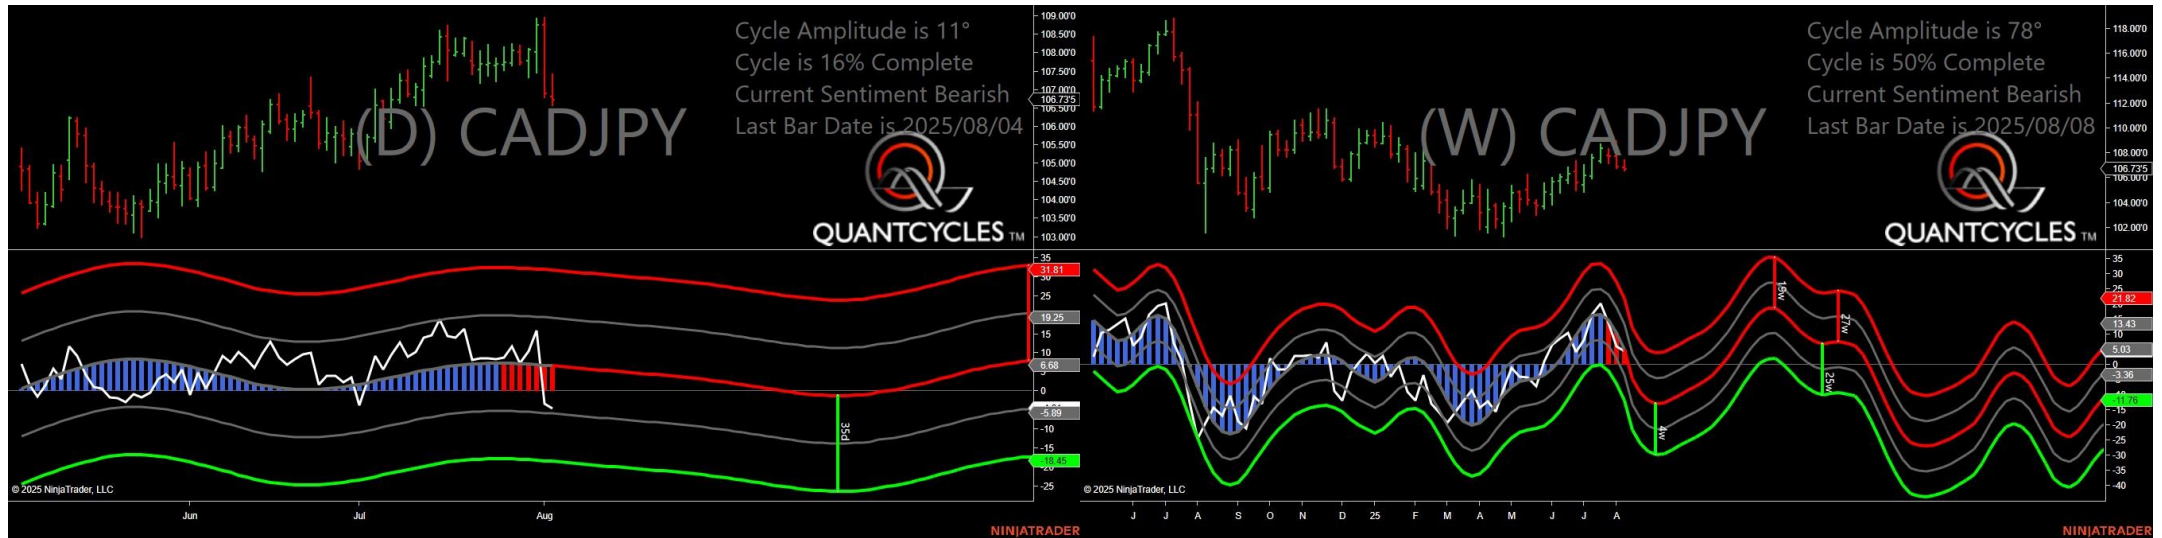 Cycle Amplitude is 11°
Cycle is 16% Complete
Current Sentiment Bearish
Last Bar Date is 2025/08/04
(D) CADJPY
QUANTCYCLES TM
109.00'0
108.50'0
108.00'0
107.50'0
107.00'0
106.73'5
106.50'0
106.00'0
105.50'0
105.00'0
104.50'0
104.00'0
103.50'0
103.00'0
35
31.81
30
25
19.25
15
10
6.68
0
-5.89
-10
-15
-18.45
-25
35d
© 2025 NinjaTrader, LLC
Jun
Jul
Aug
NINJATRADER
Cycle Amplitude is 78°
Cycle is 50% Complete
Current Sentiment Bearish
Last Bar Date is 2025/08/08
(W) CADJPY
QUANTCYCLES TM
118.00'0
116.00'0
114.00'0
112.00'0
110.00'0
108.00'0
106.73'5
106.00'0
104.00'0
102.00'0
35
30
25
21.82
13.43
10
5.03
0
-3.36
-11.76
-15
-20
-25
-30
-35
-40
19w
27w
25w
4w
© 2025 NinjaTrader, LLC
J
J
A
S
O
N
D
25
F
M
A
M
J
J
A
NINJATRADER